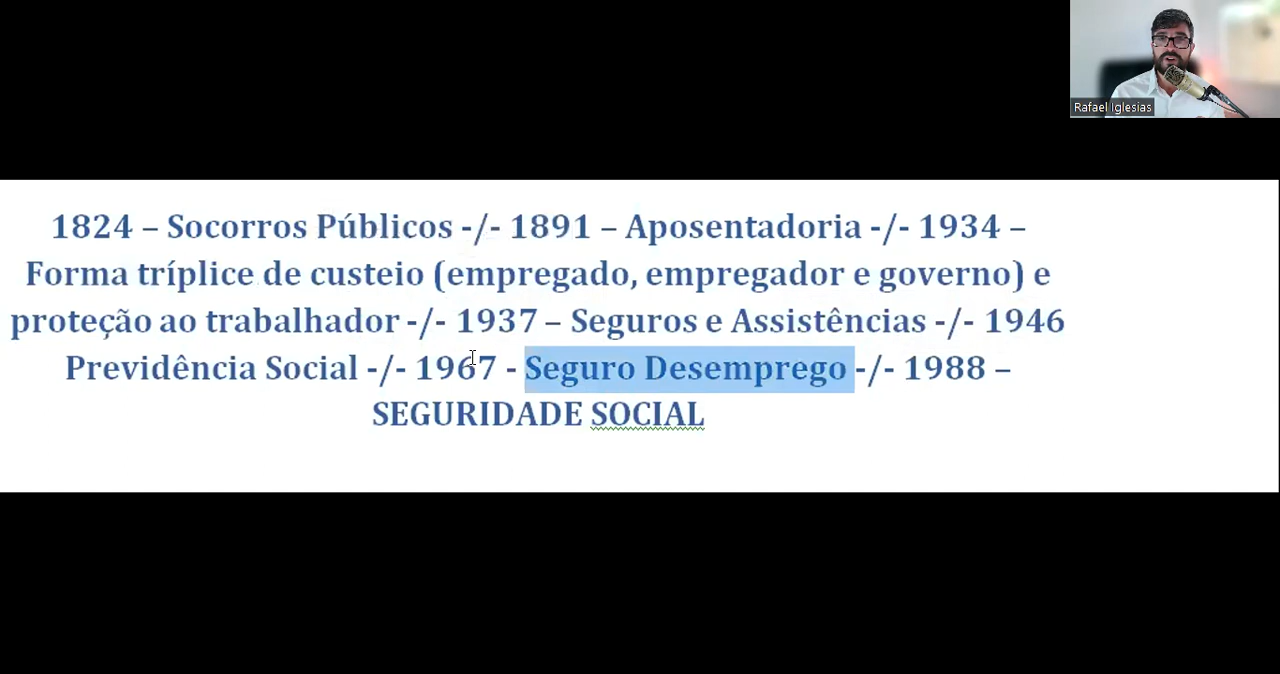 Rafael Iglesias
1824 – Socorros Públicos -/- 1891 – Aposentadoria -/- 1934 –
Forma tríplice de custeio (empregado, empregador e governo) e
proteção ao trabalhador -/- 1937 – Seguros e Assistências -/- 1946
Previdência Social -/- 1967 - Seguro Desemprego -/- 1988 –
SEGURIDADE SOCIAL